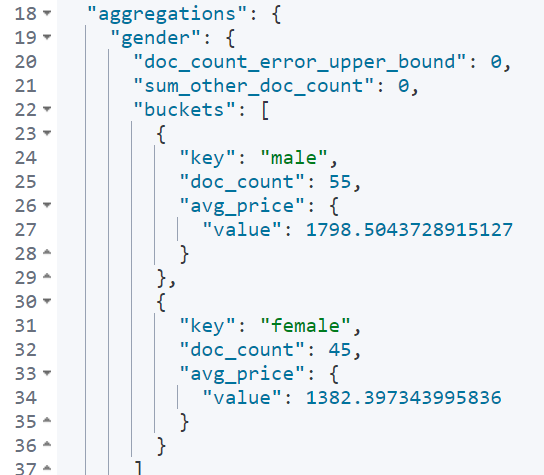 18 "aggregations": {
19 "gender": {
20 "doc_count_error_upper_bound": 0,
21 "sum_other_doc_count": 0,
22 "buckets": [
23 {
24 "key": "male",
25 "doc_count": 55,
26 "avg_price": {
27 "value": 1798.5043728915127
28 }
29 },
30 {
31 "key": "female",
32 "doc_count": 45,
33 "avg_price": {
34 "value": 1382.397343995836
35 }
36 }
37 ]